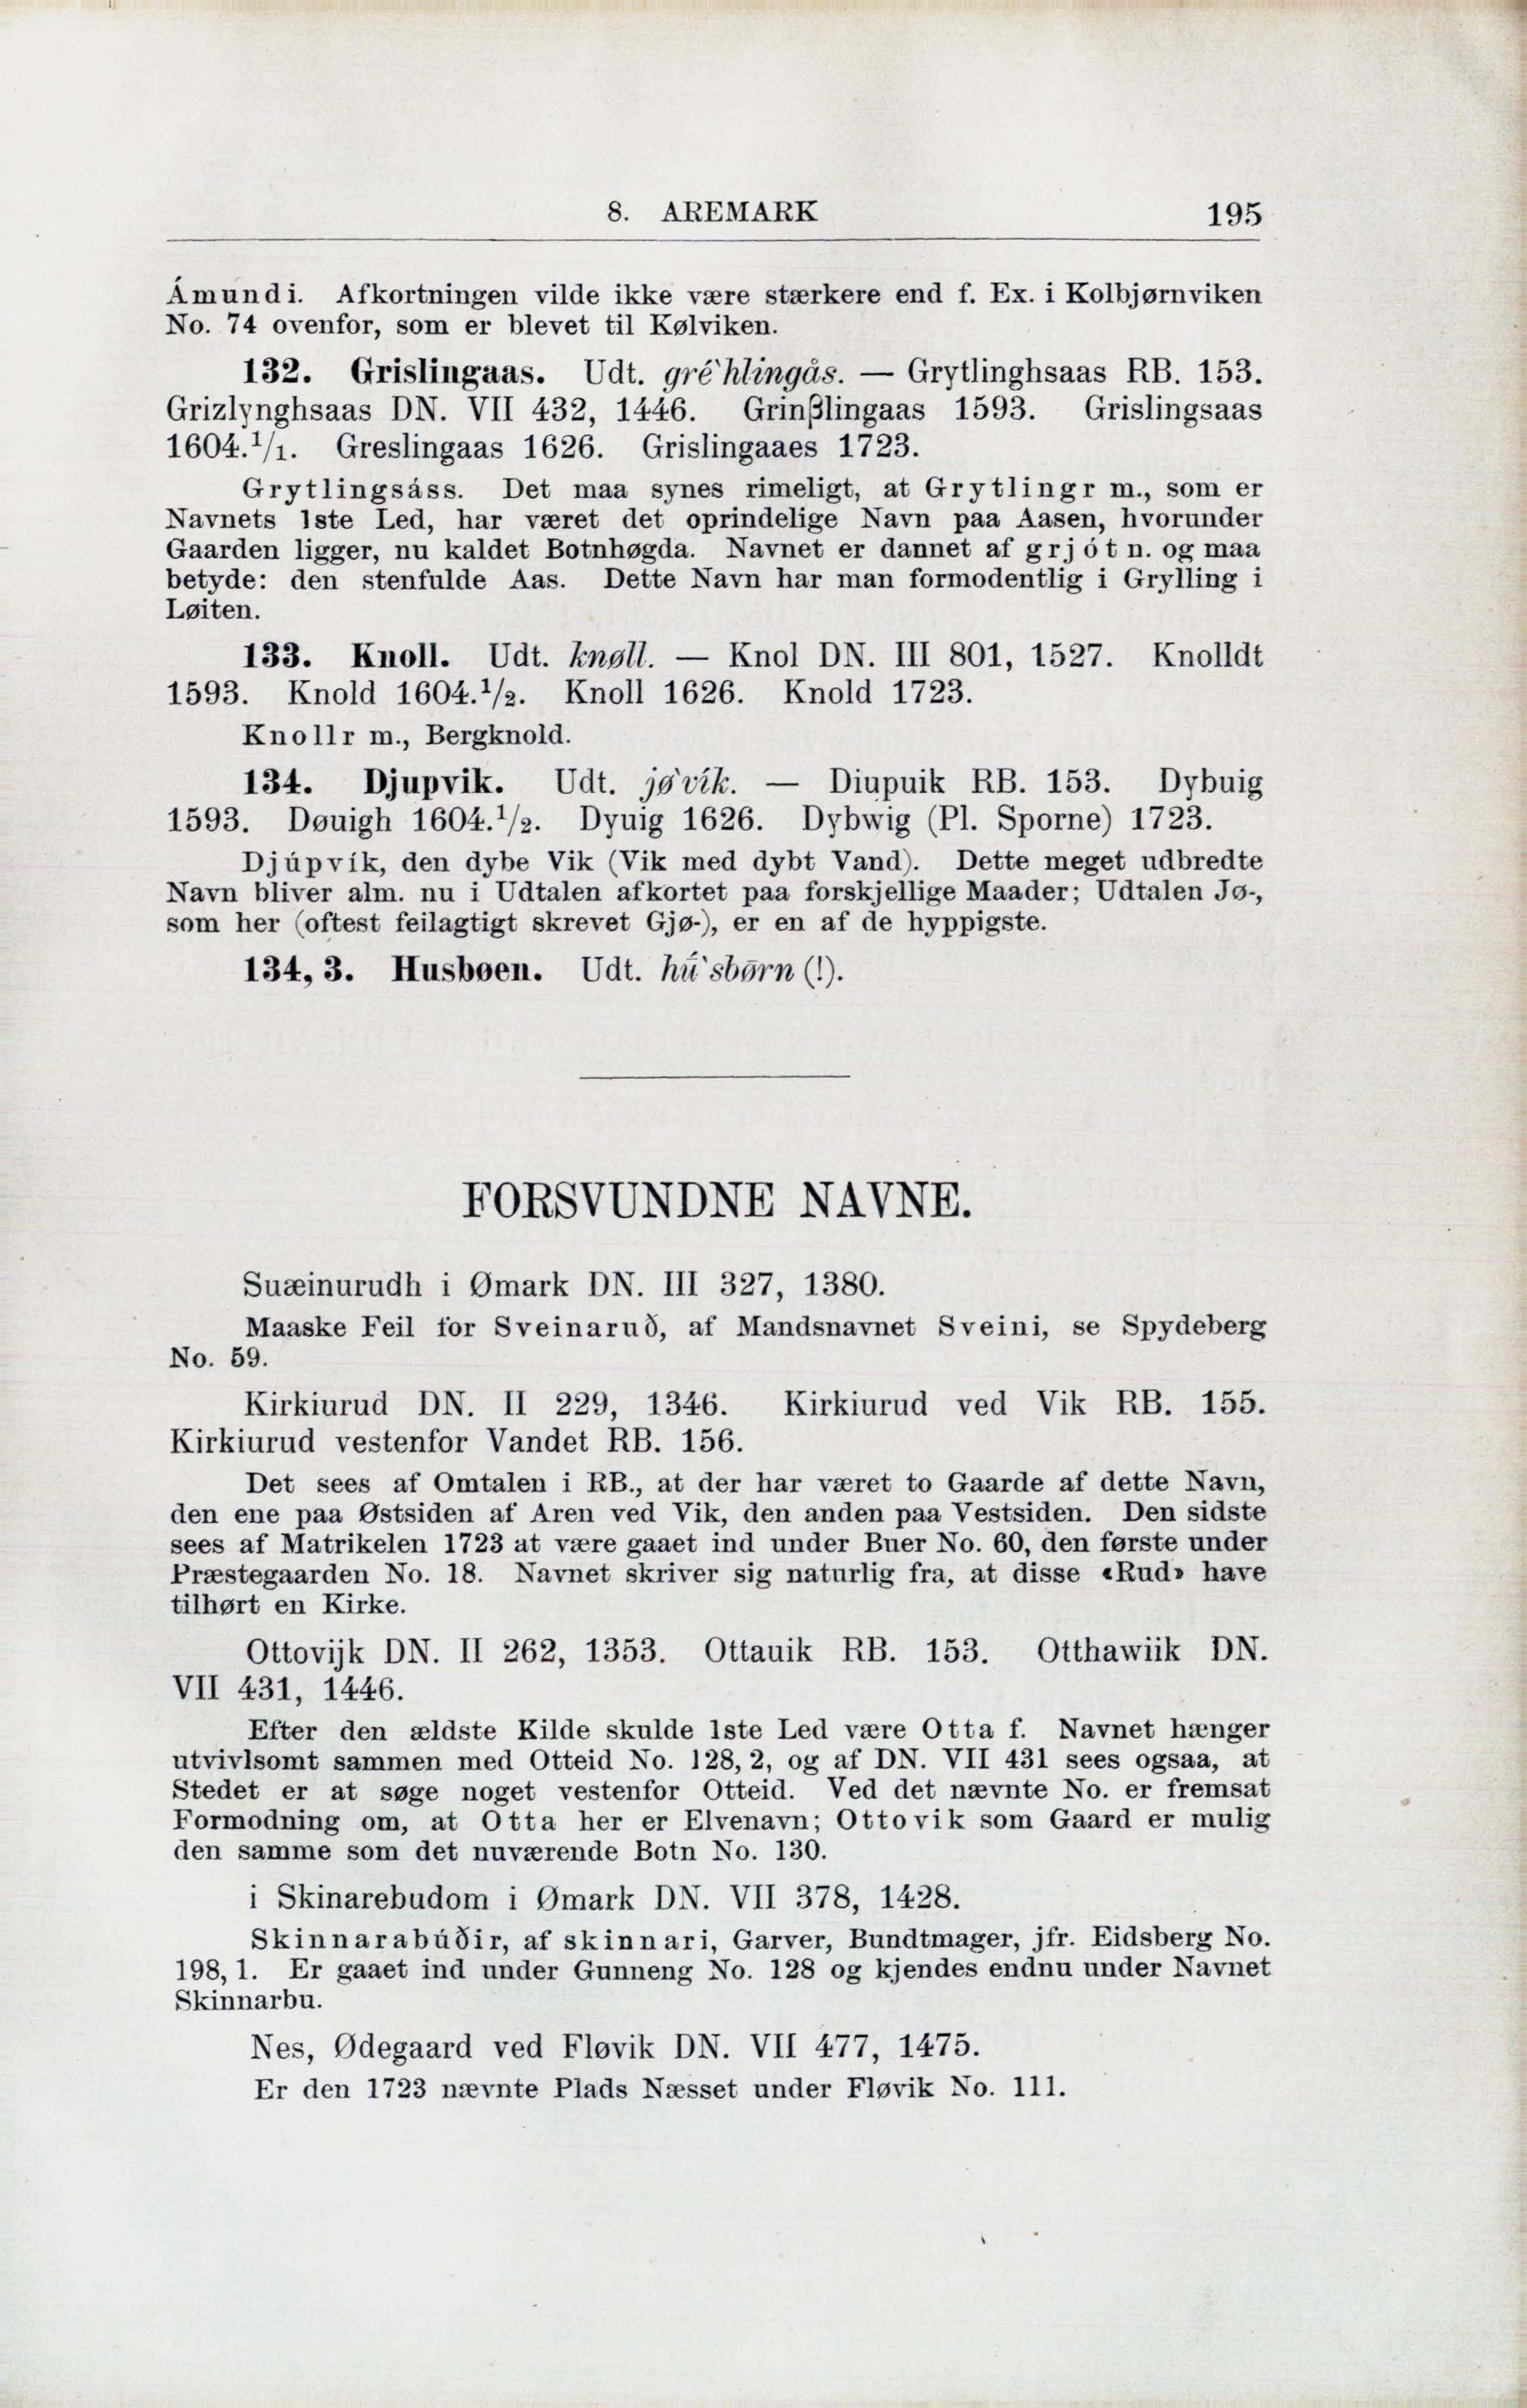 8. AREMARK 195
Ámundi. Afkortningen vilde ikke være stærkere end f. Ex. i Kolbjørnviken
No. 74 ovenfor, som er blevet til Kølviken.
132. Grislingaas. Udt. gre`hlingås. — Grytlinghsaas RB. 153.
Grizlynghsaas DN. VII 432, 1446. Grinßlingaas 1593. Grislingsaas
1604.1/1. Greslingaas 1626. Grislingaaes 1723.
Grytlingsáss. Det maa synes rimeligt, at Grytlingr m., som er
Navnets 1ste Led, har været det oprindelige Navn paa Aasen, hvorunder
Gaarden ligger, nu kaldet Botnhøgda. Navnet er dannet af grjót n. og maa
betyde: den stenfulde Aas. Dette Navn har man formodentlig i Grylling i
Løiten.
133. Knoll. Udt. knøll. — Knol DN. III 801, 1527. Knolldt
1593. Knold 1604.1/2. Knoll 1626. Knold 1723.
Knollr m., Bergknold.
134. Djupvik. Udt. jø`vik. — Diupuik RB. 153. Dybuig
1593. Døuigh 1604.1/2. Dyuig 1626. Dybwig (Pl. Sporne) 1723.
Djúpvík, den dybe Vik (Vik med dybt Vand). Dette meget udbredte
Navn bliver alm. nu i Udtalen afkortet paa forskjellige Maader; Udtalen Jø-,
som her (oftest feilagtigt skrevet Gjø-), er en af de hyppigste.
134, 3. Husbøen. Udt. hū`sbørn (!).
FORSVUNDNE NAVNE.
Suæinurudh i Ømark DN. III 327, 1380.
Maaske Feil for Sveinaruð, af Mandsnavnet Sveini, se Spydeberg
No. 59.
Kirkiurud DN. II 229, 1346. Kirkiurud ved Vik RB. 155.
Kirkiurud vestenfor Vandet RB. 156.
Det sees af Omtalen i RB., at der har været to Gaarde af dette Navn,
den ene paa Østsiden af Aren ved Vik, den anden paa Vestsiden. Den sidste
sees af Matrikelen 1723 at være gaaet ind under Buer No. 60, den første under
Præstegaarden No. 18. Navnet skriver sig naturlig fra, at disse «Rud» have
tilhørt en Kirke.
Ottovijk DN. II 262, 1353. Ottauik RB. 153. Otthawiik DN.
VII 431, 1446.
Efter den ældste Kilde skulde 1ste Led være Otta f. Navnet hænger
utvivlsomt sammen med Otteid No. 128, 2, og af DN. VII 431 sees ogsaa, at
Stedet er at søge noget vestenfor Otteid. Ved det nævnte No. er fremsat
Formodning om, at Otta her er Elvenavn; Ottovik som Gaard er mulig
den samme som det nuværende Botn No. 130.
i Skinarebudom i Ømark DN. VII 378, 1428.
Skinnarabúðir, af skinnari, Garver, Bundtmager, jfr. Eidsberg No.
198, 1. Er gaaet ind under Gunneng No. 128 og kjendes endnu under Navnet
Skinnarbu.
Nes, Ødegaard ved Fløvik DN. VII 477, 1475.
Er den 1723 nævnte Plads Næsset under Fløvik No. 111.